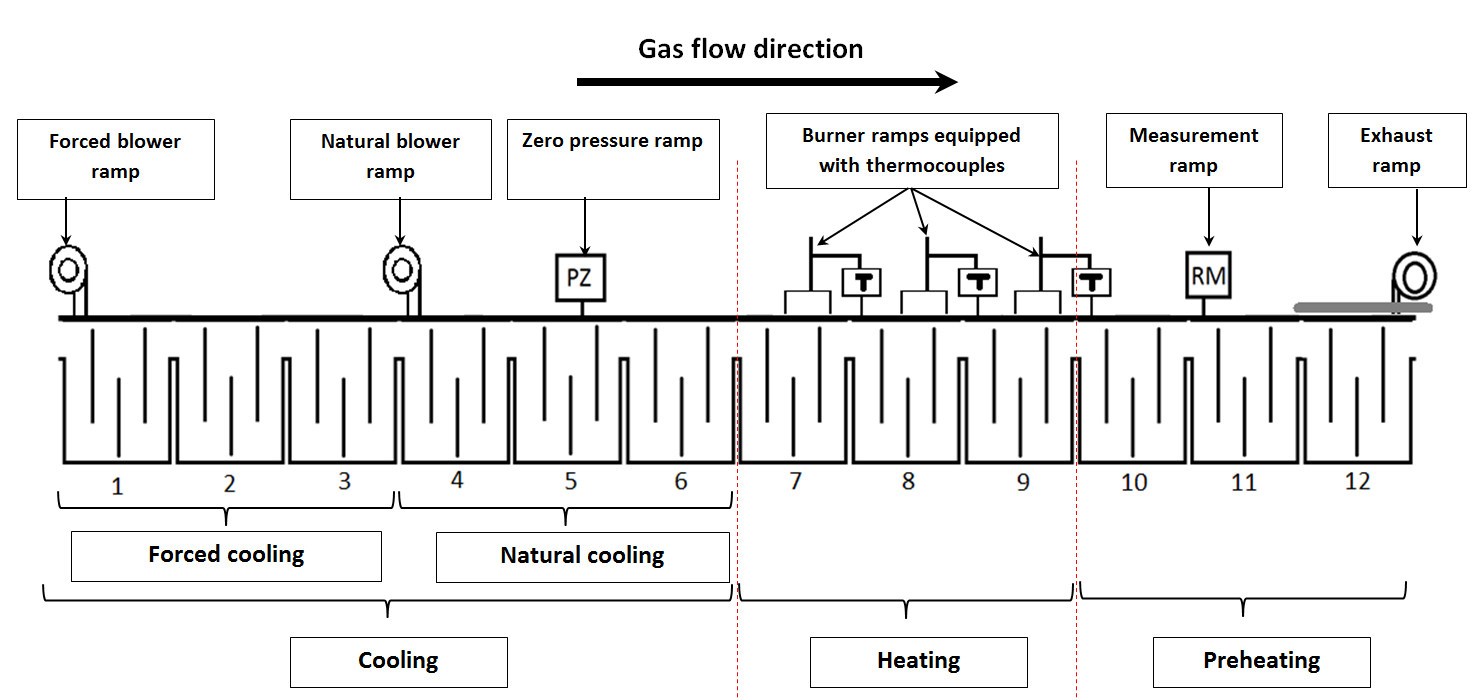 Gas flow direction
Forced blower
ramp
Natural blower
ramp
Zero pressure ramp
Burner ramps equipped
with thermocouples
Measurement
ramp
Exhaust
ramp
PZ
T
T
T
RM
1 2 3 4 5 6 7 8 9 10 11 12
Forced cooling
Natural cooling
Cooling
Heating
Preheating